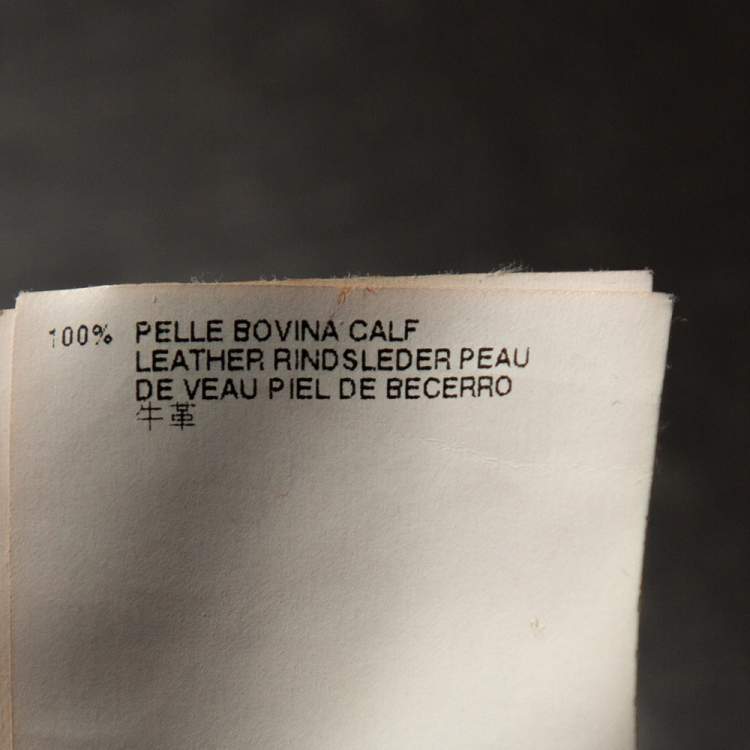 100% PELLE BOVINA CALF
LEATHER RINDSLEDER PEAU
DE VEAU PIEL DE BECERRO
牛革